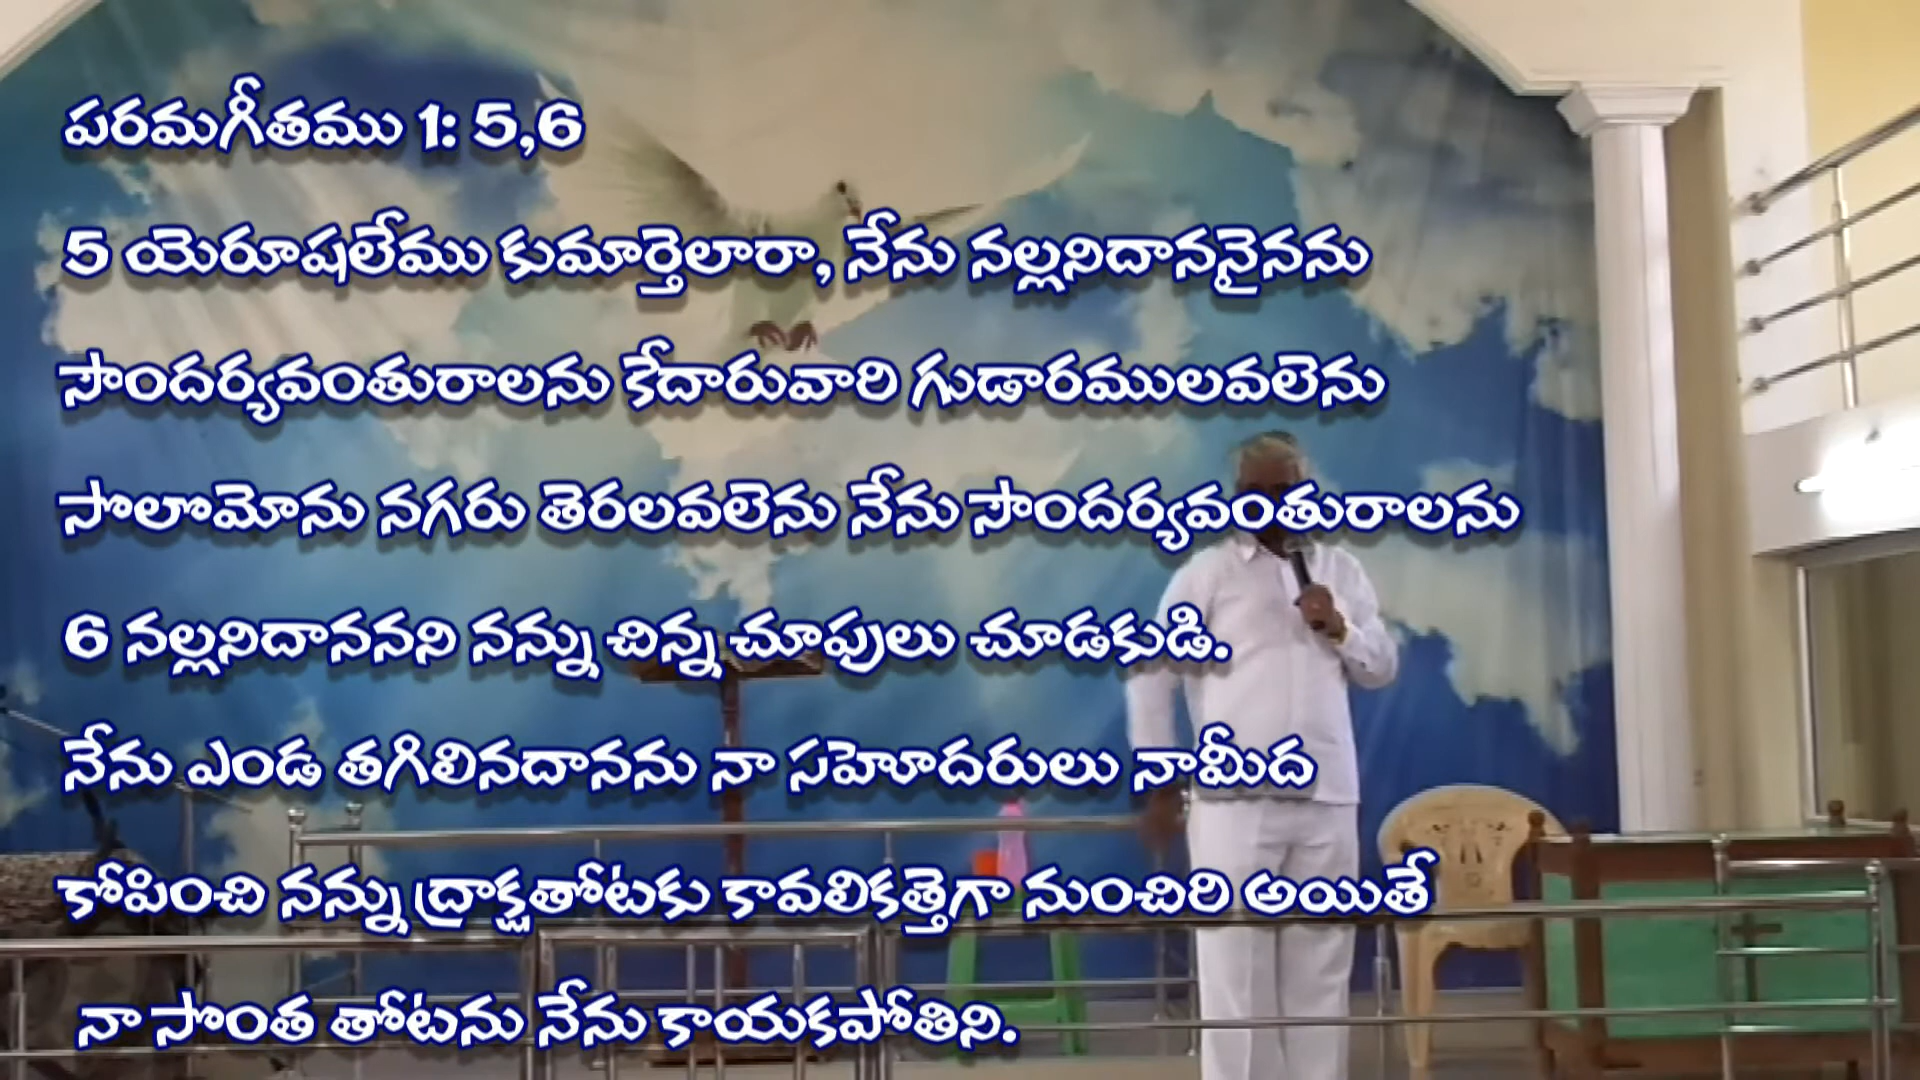 పరమగీతము 1: 5,6
5 యెరూషలేము కుమార్తెలారా, నేను నల్లనిదాననైనను
సౌందర్యవంతురాలను కేదారువారి గుడారములవలెను
సొలొమోను నగరు తెరలవలెను నేను సౌందర్యవంతురాలను
6 నల్లనిదాననని నన్ను చిన్న చూపులు చూడకుడి.
నేను ఎండ తగిలినదానను నా సహెూదరులు నామీద
కోపించి నన్ను ద్రాక్షతోటకు కావలికత్తెగా నుంచిరి అయితే
నా సొంత తోటను నేను కాయకపోతిని.